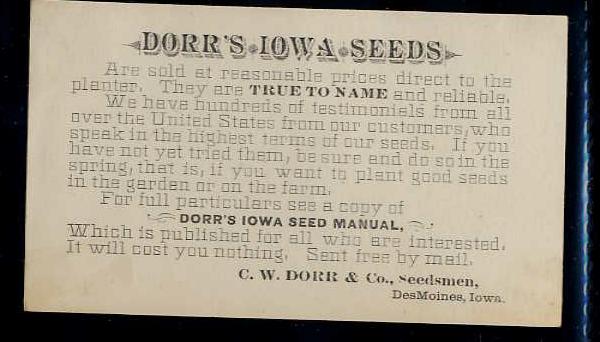 DORR'S IOWA SEEDS
Are sold at reasonable prices direct to the
planter. They are TRUE TO NAME and reliable.
We have hundreds of testimonials from all
over the United States from our customers, who
speak in the highest terms of our seeds. If you
have not yet tried them, be sure and do so in the
spring, that is, if you want to plant good seeds
in the garden or on the farm.
For full particulars see a copy of
DORR'S IOWA SEED MANUAL,
Which is published for all who are interested.
It will cost you nothing. Sent free by mail.
C. W. DORR & Co., Seedsmen,
DesMoines, Iowa.